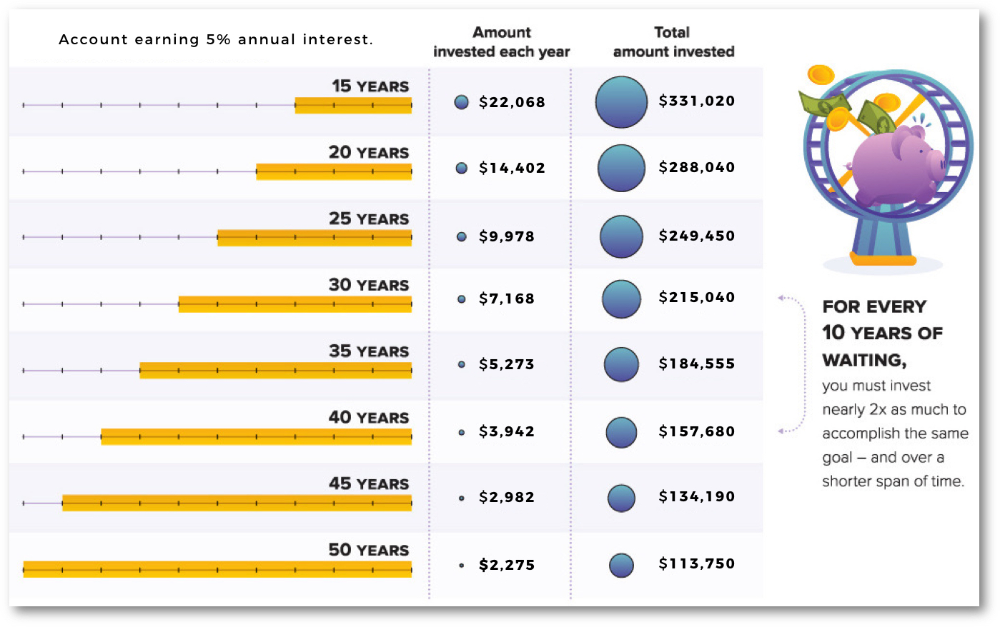 Account earning 5% annual interest.
Amount
invested each year
Total
amount invested
15 YEARS
$22,068
$331,020
20 YEARS
$14,402
$288,040
25 YEARS
$9,978
$249,450
30 YEARS
$7,168
$215,040
35 YEARS
$5,273
$184,555
40 YEARS
$3,942
$157,680
45 YEARS
$2,982
$134,190
50 YEARS
$2,275
$113,750
FOR EVERY
10 YEARS OF
WAITING,
you must invest
nearly 2x as much to
accomplish the same
goal – and over a
shorter span of time.